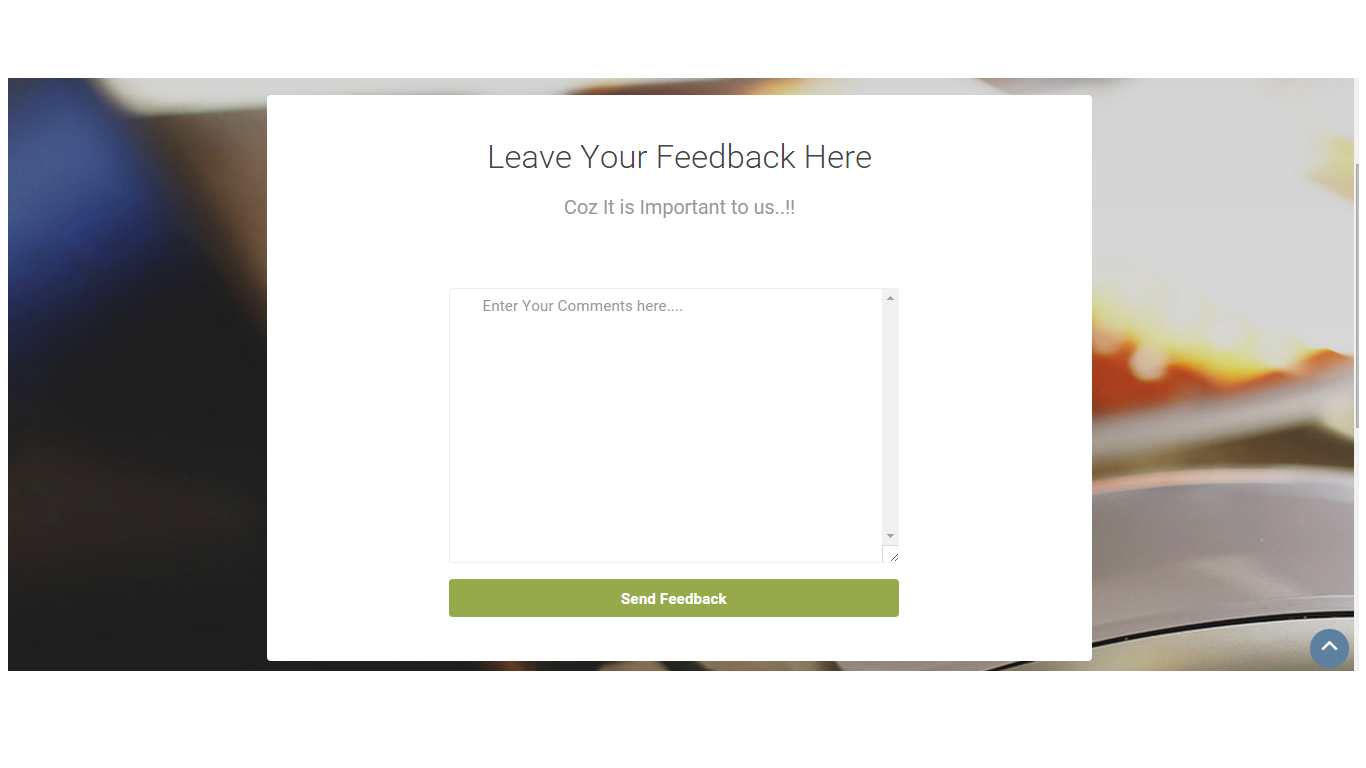 Leave Your Feedback Here
Coz It is Important to us..!!
Enter Your Comments here....
Send Feedback